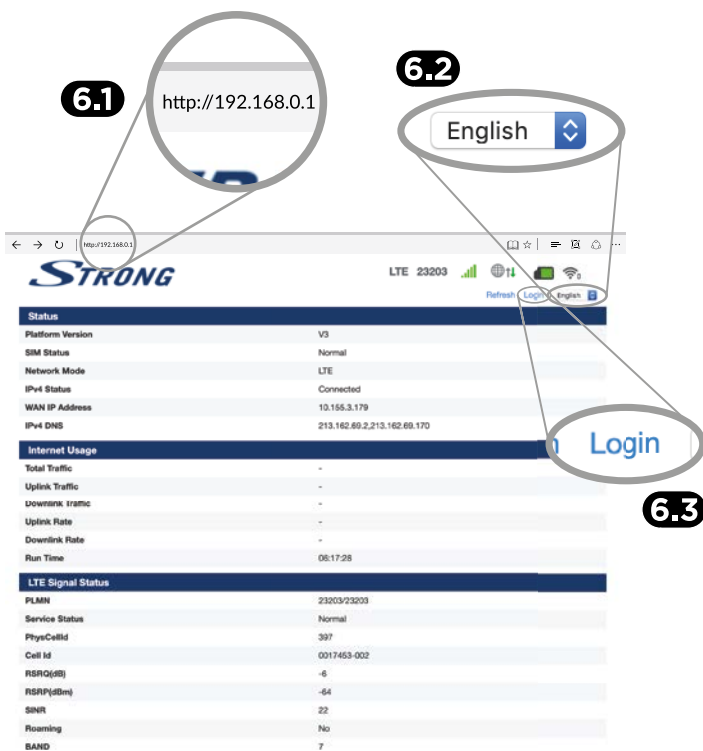 6.1
http://192.168.0.1
6.2
English
http://192.168.0.1
STRONG
LTE 23203
Refresh Login English
Status
Platform Version V3
SIM Status Normal
Network Mode LTE
IPv4 Status Connected
WAN IP Address 10.155.3.179
IPv4 DNS 213.162.69.2,213.162.69.170
Internet Usage
Login
Total Traffic -
Uplink Traffic -
Downlink Traffic -
6.3
Uplink Rate -
Downlink Rate -
Run Time 06:17:28
LTE Signal Status
PLMN 23203/23203
Service Status Normal
PhysCellId 397
Cell Id 0017453-002
RSRQ(dB) -6
RSRP(dBm) -64
SINR 22
Roaming No
BAND 7